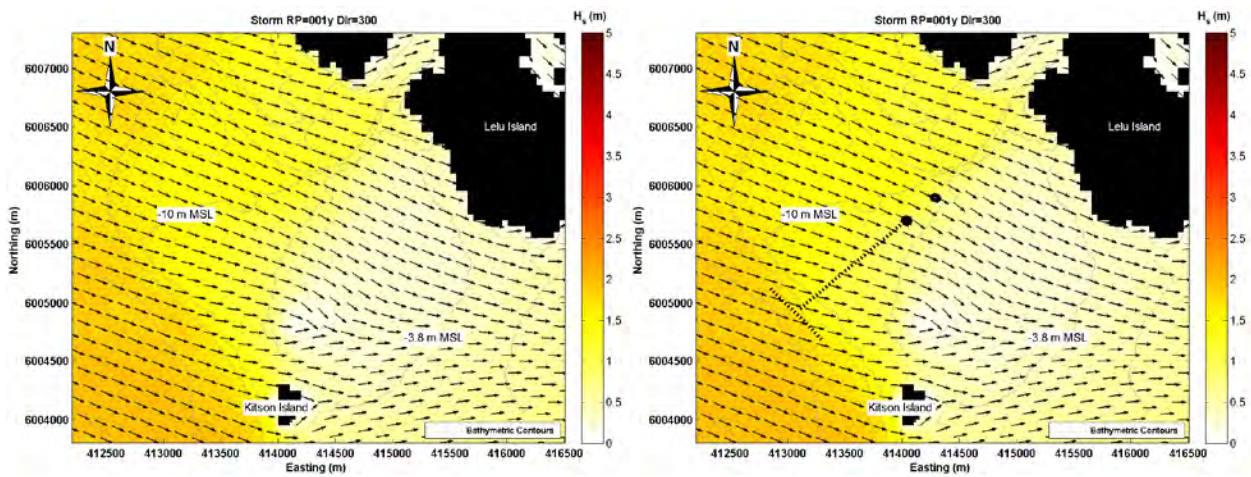 Storm RP=001y Dir=300
H_s (m)
N
6007000
6006500
6006000
6005500
6005000
6004500
6004000
Northing (m)
Lelu Island
-10 m MSL
-3.8 m MSL
Kitson Island
Bathymetric Contours
412500 413000 413500 414000 414500 415000 415500 416000 416500
Easting (m)
5
4.5
4
3.5
3
2.5
2
1.5
1
0.5
0
Storm RP=001y Dir=300
H_s (m)
N
6007000
6006500
6006000
6005500
6005000
6004500
6004000
Northing (m)
Lelu Island
-10 m MSL
-3.8 m MSL
Kitson Island
Bathymetric Contours
412500 413000 413500 414000 414500 415000 415500 416000 416500
Easting (m)
5
4.5
4
3.5
3
2.5
2
1.5
1
0.5
0